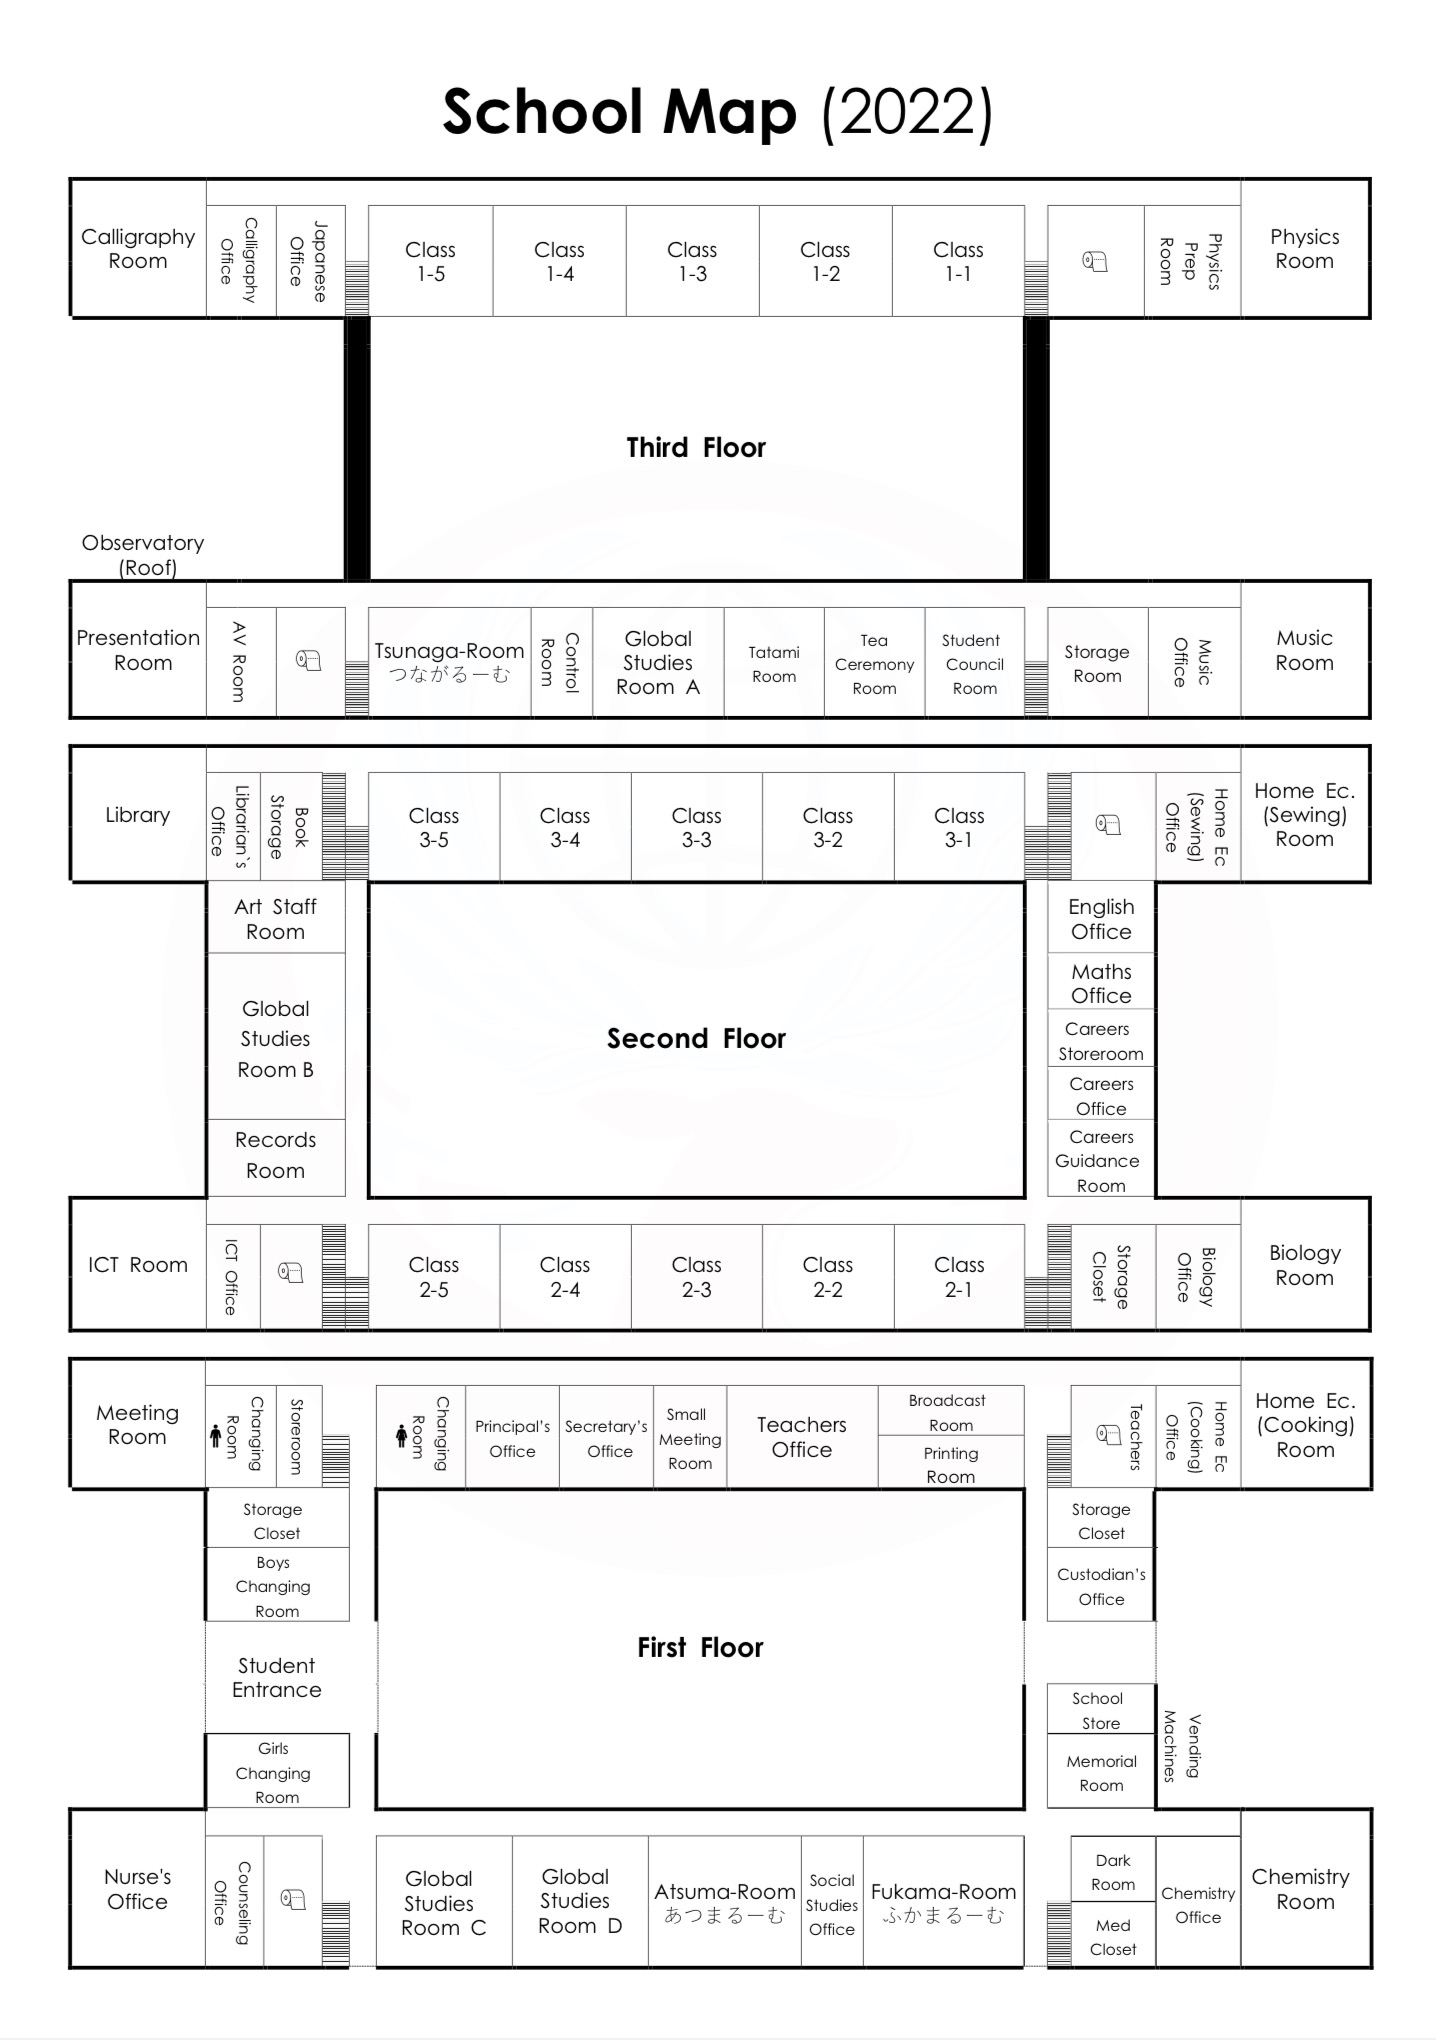 School Map (2022)
Calligraphy
Room
Calligraphy
Office
Japanese
Office
Class
1-5
Class
1-4
Class
1-3
Class
1-2
Class
1-1
Physics
Prep
Room
Physics
Room
Third Floor
Observatory
(Roof)
Presentation
Room
AV Room
Tsunaga-Room
つながるーむ
Control
Room
Global
Studies
Room A
Tatami
Room
Tea
Ceremony
Room
Student
Council
Room
Storage
Room
Music
Office
Music
Room
Library
Librarian`s
Office
Book
Storage
Class
3-5
Class
3-4
Class
3-3
Class
3-2
Class
3-1
Home Ec
(Sewing)
Office
Home Ec.
(Sewing)
Room
Art Staff
Room
Global
Studies
Room B
Records
Room
Second Floor
English
Office
Maths
Office
Careers
Storeroom
Careers
Office
Careers
Guidance
Room
ICT Room
ICT Office
Class
2-5
Class
2-4
Class
2-3
Class
2-2
Class
2-1
Storage
Closet
Biology
Office
Biology
Room
Meeting
Room
Changing
Room
Storeroom
Changing
Room
Principal’s
Office
Secretary’s
Office
Small
Meeting
Room
Teachers
Office
Broadcast
Room
Printing
Room
Teachers
Home Ec
(Cooking)
Office
Home Ec.
(Cooking)
Room
Storage
Closet
Boys
Changing
Room
Student
Entrance
Girls
Changing
Room
First Floor
Storage
Closet
Custodian’s
Office
School
Store
Memorial
Room
Vending
Machines
Nurse's
Office
Counseling
Office
Global
Studies
Room C
Global
Studies
Room D
Atsuma-Room
あつまるーむ
Social
Studies
Office
Fukama-Room
ふかまるーむ
Dark
Room
Med
Closet
Chemistry
Office
Chemistry
Room